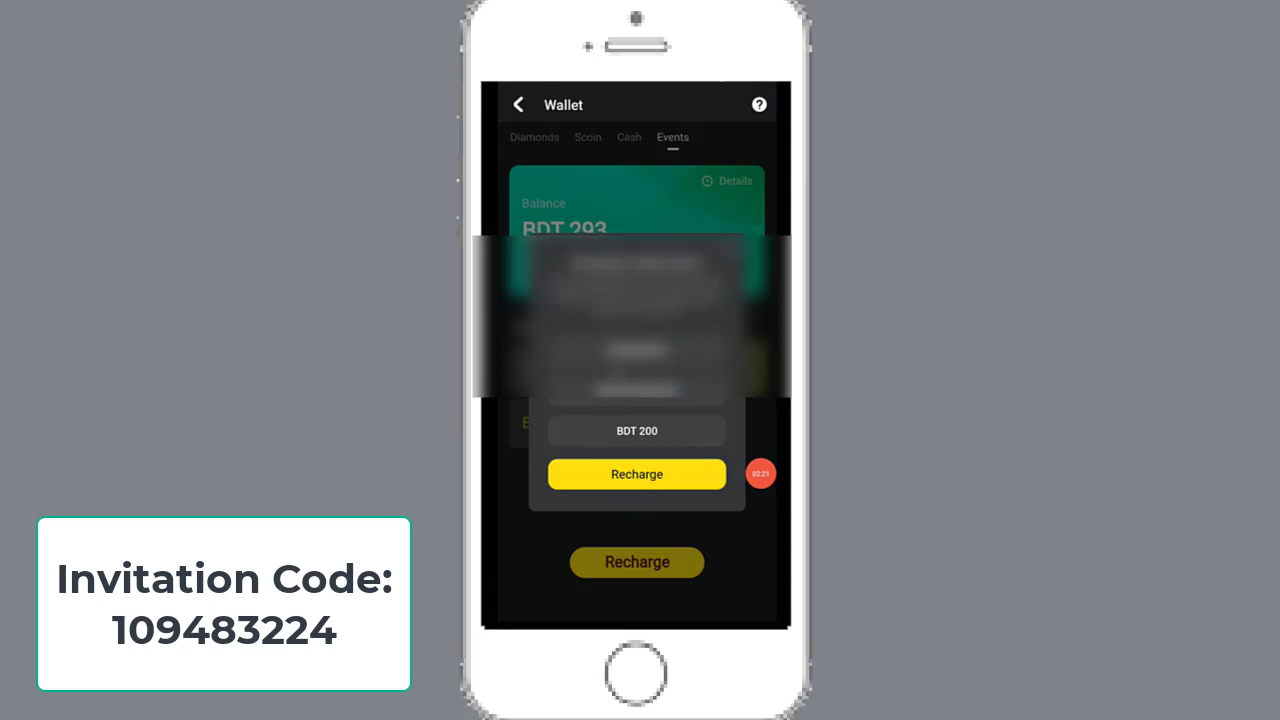 Wallet
Diamonds Scoin Cash Events
Details
Balance
BDT 293
BDT 200
Recharge
02:21
Recharge
Invitation Code:
109483224